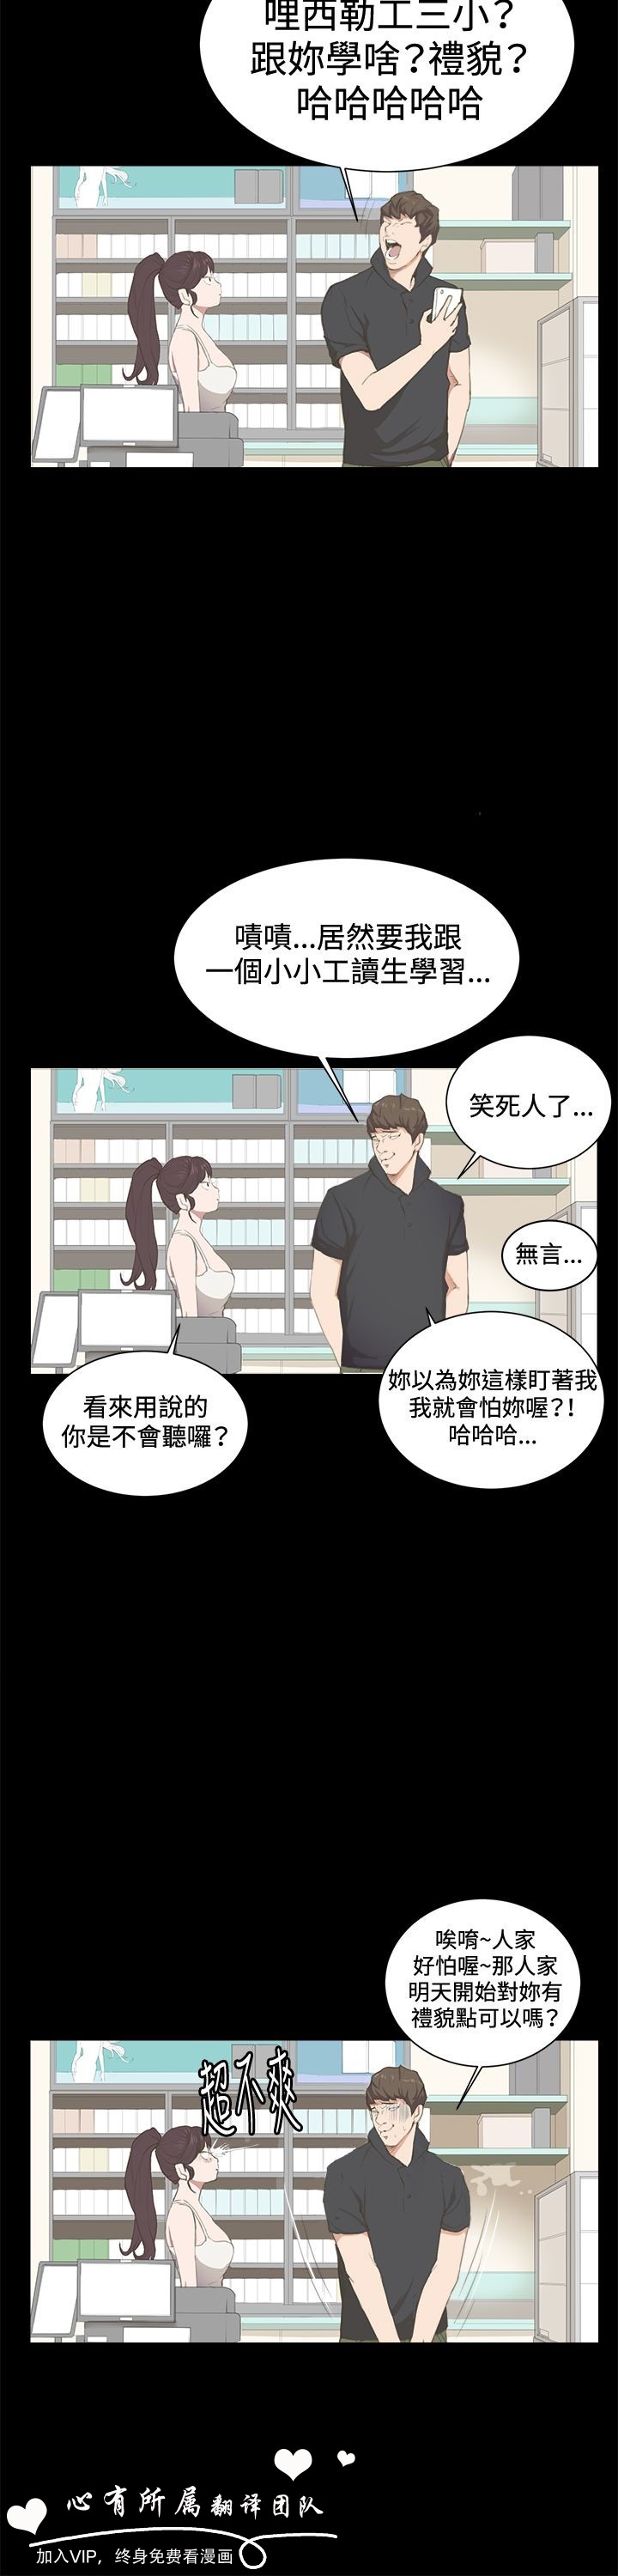 哩西勒工三小？
跟妳學啥？禮貌？
哈哈哈哈哈
嘖嘖...居然要我跟
一個小小工讀生學習...
笑死人了...
無言...
妳以為妳這樣盯著我
我就會怕妳喔?!
哈哈哈...
看來用說的
你是不會聽囉？
唉唷~人家
好怕喔~那人家
明天開始對妳有
禮貌點可以嗎？
超不爽
心有所属翻译团队
加入VIP，终身免费看漫画